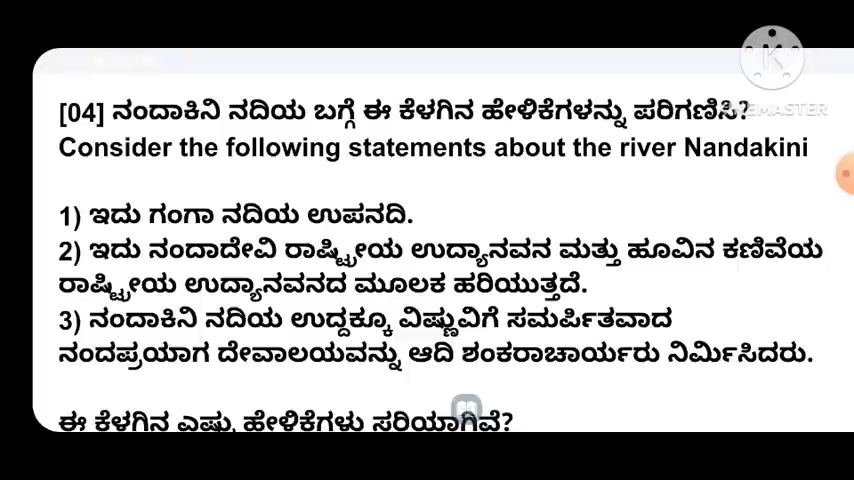 [04] ನಂದಾಕಿನಿ ನದಿಯ ಬಗ್ಗೆ ಈ ಕೆಳಗಿನ ಹೇಳಿಕೆಗಳನ್ನು ಪರಿಗಣಿಸಿ?
Consider the following statements about the river Nandakini
1) ಇದು ಗಂಗಾ ನದಿಯ ಉಪನದಿ.
2) ಇದು ನಂದಾದೇವಿ ರಾಷ್ಟ್ರೀಯ ಉದ್ಯಾನವನ ಮತ್ತು ಹೂವಿನ ಕಣಿವೆಯ
ರಾಷ್ಟ್ರೀಯ ಉದ್ಯಾನವನದ ಮೂಲಕ ಹರಿಯುತ್ತದೆ.
3) ನಂದಾಕಿನಿ ನದಿಯ ಉದ್ದಕ್ಕೂ ವಿಷ್ಣುವಿಗೆ ಸಮರ್ಪಿತವಾದ
ನಂದಪ್ರಯಾಗ ದೇವಾಲಯವನ್ನು ಆದಿ ಶಂಕರಾಚಾರ್ಯರು ನಿರ್ಮಿಸಿದರು.
ಈ ಕೆಳಗಿನ ಎಷ್ಟು ಹೇಳಿಕೆಗಳು ಸರಿಯಾಗಿವೆ?